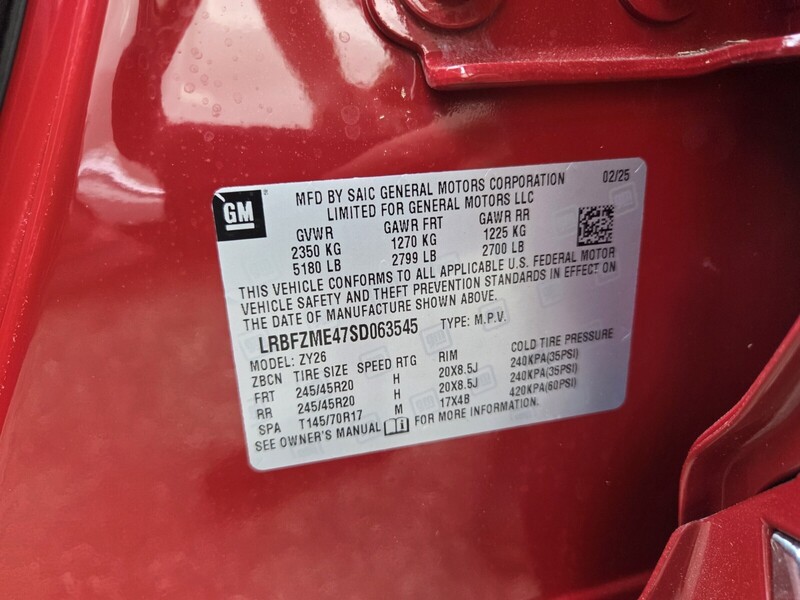 GM
MFD BY SAIC GENERAL MOTORS CORPORATION 02/25
LIMITED FOR GENERAL MOTORS LLC
GVWR GAWR FRT GAWR RR
2350 KG 1270 KG 1225 KG
5180 LB 2799 LB 2700 LB
THIS VEHICLE CONFORMS TO ALL APPLICABLE U.S. FEDERAL MOTOR
VEHICLE SAFETY AND THEFT PREVENTION STANDARDS IN EFFECT ON
THE DATE OF MANUFACTURE SHOWN ABOVE.
LRBFZME47SD063545 TYPE: M.P.V.
MODEL: ZY26
ZBCN TIRE SIZE SPEED RTG RIM COLD TIRE PRESSURE
FRT 245/45R20 H 20X8.5J 240KPA(35PSI)
RR 245/45R20 H 20X8.5J 240KPA(35PSI)
SPA T145/70R17 M 17X4B 420KPA(60PSI)
SEE OWNER'S MANUAL FOR MORE INFORMATION.